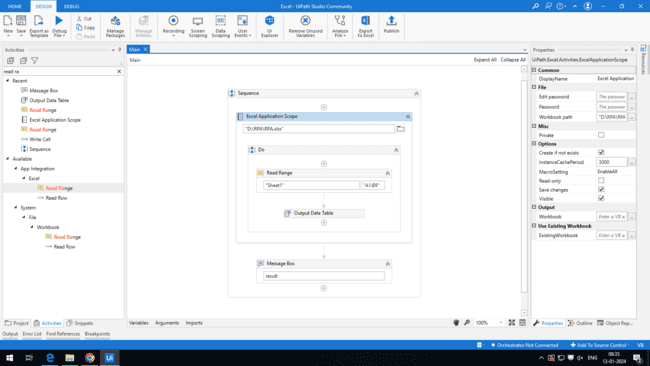 Excel - UiPath Studio Community
HOME
DESIGN
DEBUG
New
Save
Export as Template
Debug File
Cut
Copy
Paste
Manage Packages
Manage Entities
Recording
Screen Scraping
Data Scraping
User Events
UI Explorer
Remove Unused Variables
Analyze File
Export to Excel
Publish
Activities
read ra
Recent
Message Box
Output Data Table
Read Range
Excel Application Scope
Read Range
Write Cell
Sequence
Available
App Integration
Excel
Read Range
Read Row
System
File
Workbook
Read Range
Read Row
Project
Activities
Snippets
Main
Main
Expand All
Collapse All
Sequence
Excel Application Scope
"D:\RPA\RPA.xlsx"
Do
Read Range
"Sheet1"
"A1:B9"
Output Data Table
Message Box
result
Variables
Arguments
Imports
100%
Properties
UiPath.Excel.Activities.ExcelApplicationScope
Common
DisplayName
Excel Application
File
Edit password
The passwor
Password
The passwor
Workbook path
"D:\RPA\RPA
Misc
Private
Options
Create if not exists
InstanceCachePeriod
3000
MacroSetting
EnableAll
Read-only
Save changes
Visible
Output
Workbook
Enter a VB e
Use Existing Workbook
ExistingWorkbook
Enter a VB e
Properties
Outline
Object Rep...
Resources
Output
Error List
Find References
Breakpoints
Orchestrator Not Connected
Add To Source Control
VB
ENG
08:35
13-01-2024